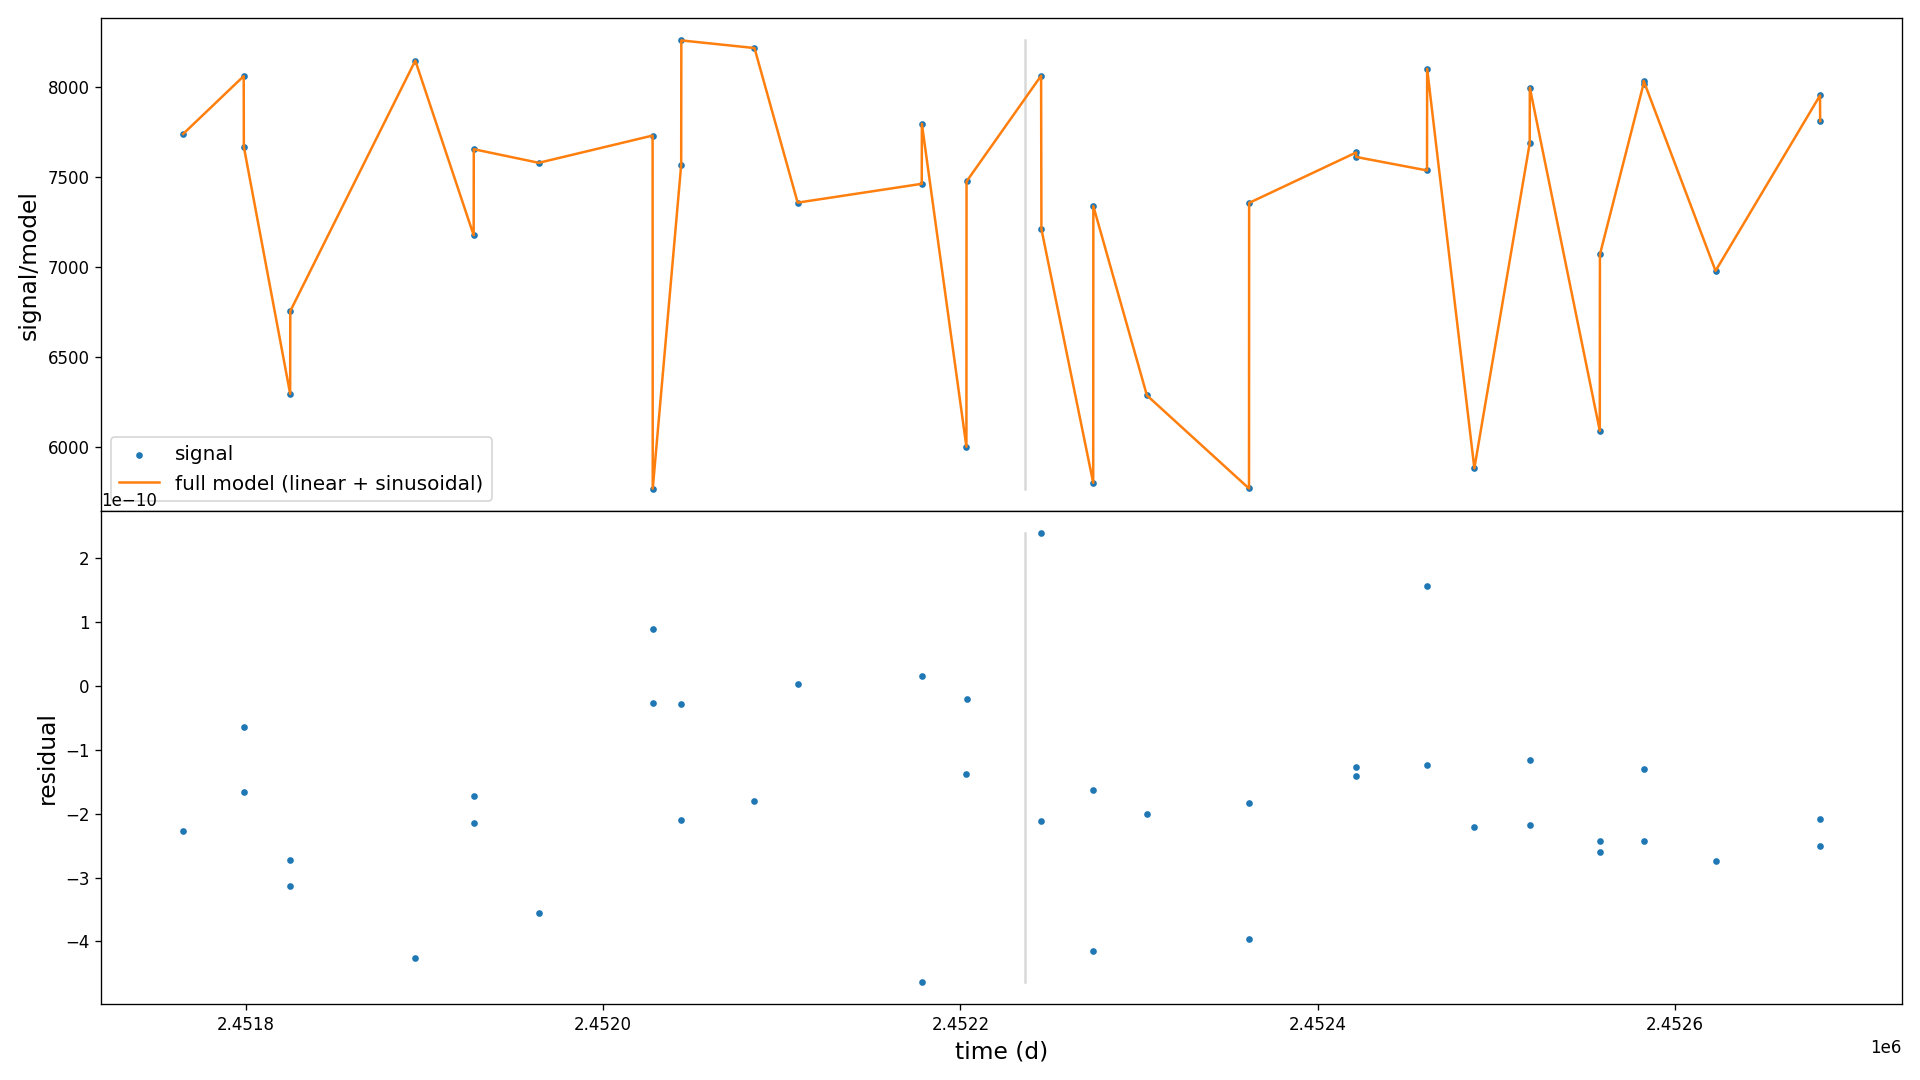 8000
7500
7000
6500
6000
signal/model
signal
full model (linear + sinusoidal)
1e−10
2
1
0
−1
−2
−3
−4
residual
2.4518
2.4520
2.4522
2.4524
2.4526
time (d)
1e6